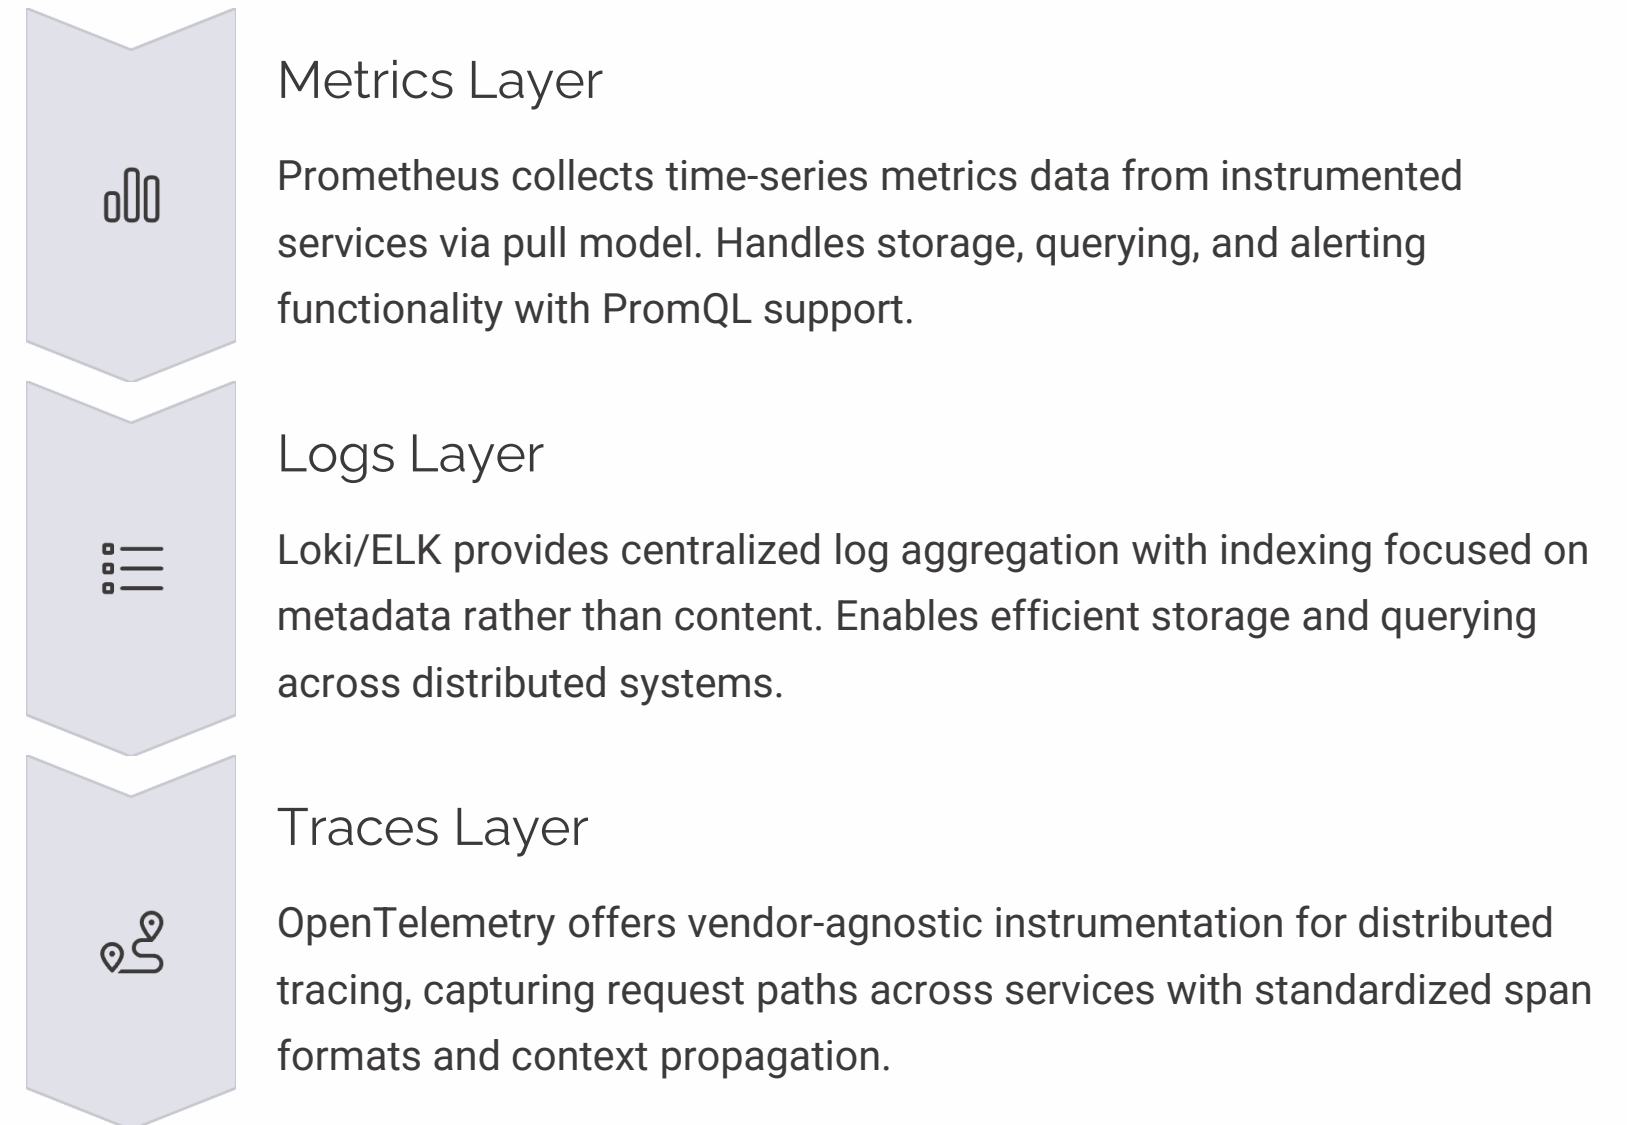 Metrics Layer
Prometheus collects time-series metrics data from instrumented
services via pull model. Handles storage, querying, and alerting
functionality with PromQL support.
Logs Layer
Loki/ELK provides centralized log aggregation with indexing focused on
metadata rather than content. Enables efficient storage and querying
across distributed systems.
Traces Layer
OpenTelemetry offers vendor-agnostic instrumentation for distributed
tracing, capturing request paths across services with standardized span
formats and context propagation.